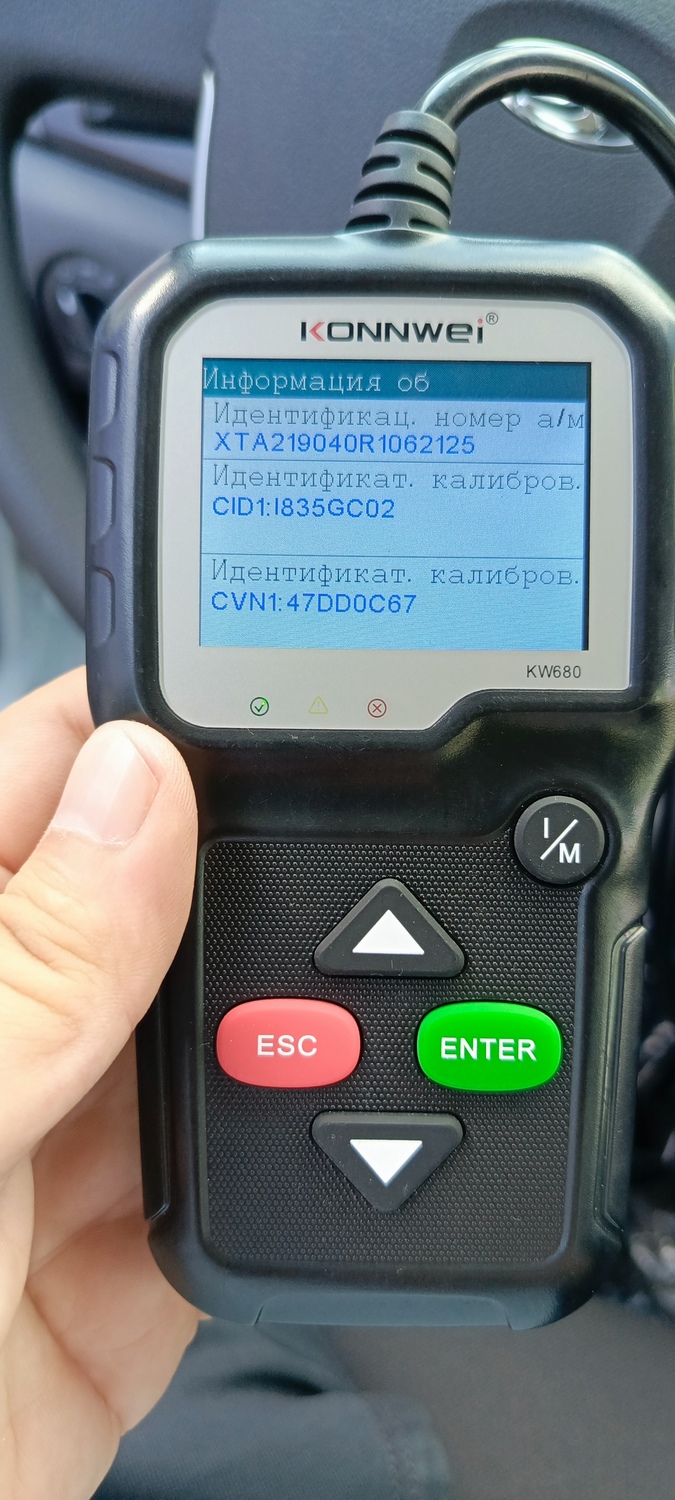 KONNWEI®
Информация об
Идентификац. номер а/м
XTA219040R1062125
Идентификат. калибров.
CID1:I835GC02
Идентификат. калибров.
CVN1:47DD0C67
KW680
I/M
ESC
ENTER